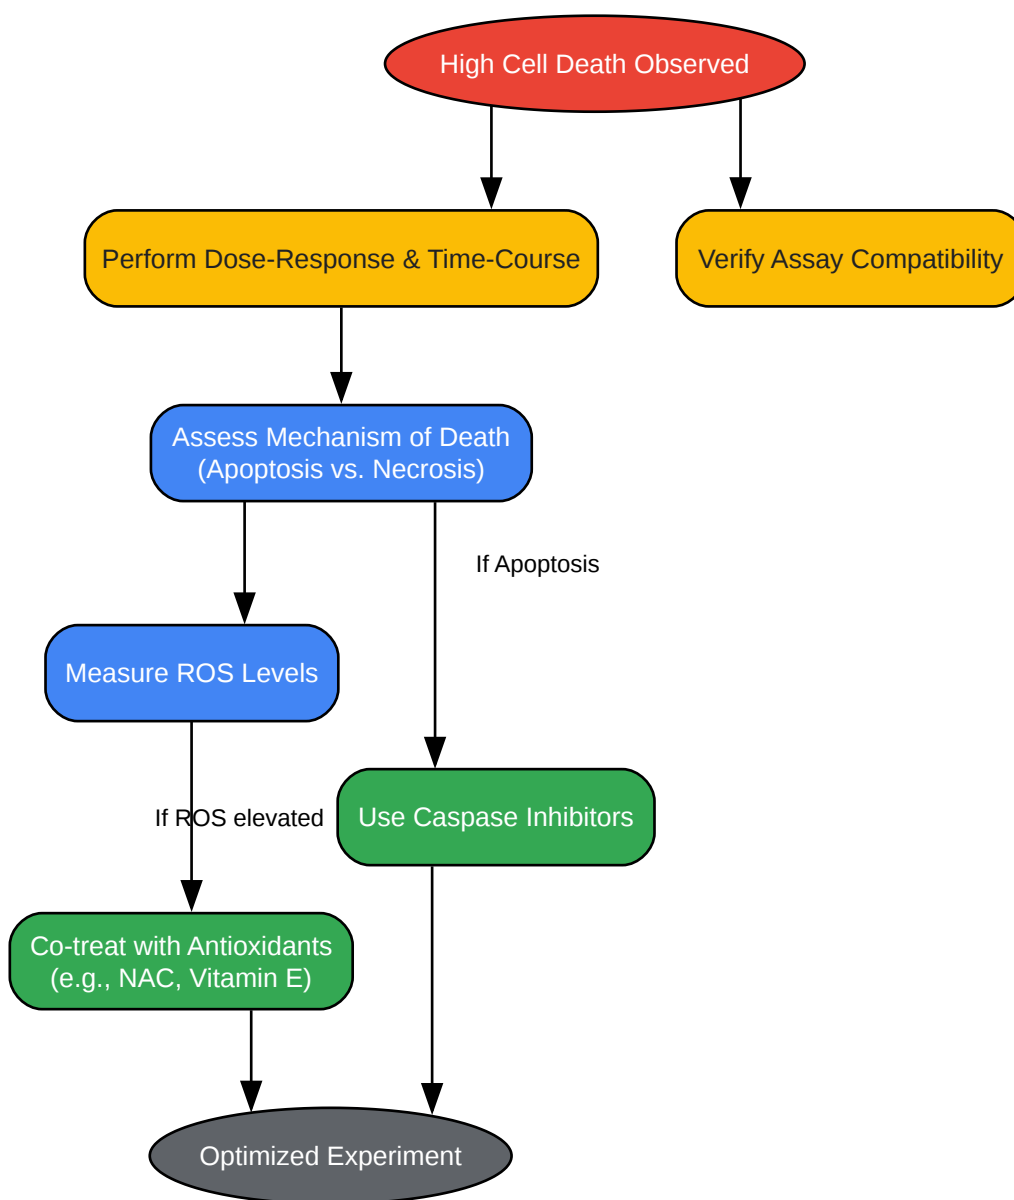 High Cell Death Observed
Perform Dose-Response & Time-Course
Verify Assay Compatibility
Assess Mechanism of Death
(Apoptosis vs. Necrosis)
If Apoptosis
Measure ROS Levels
If ROS elevated
Use Caspase Inhibitors
Co-treat with Antioxidants
(e.g., NAC, Vitamin E)
Optimized Experiment